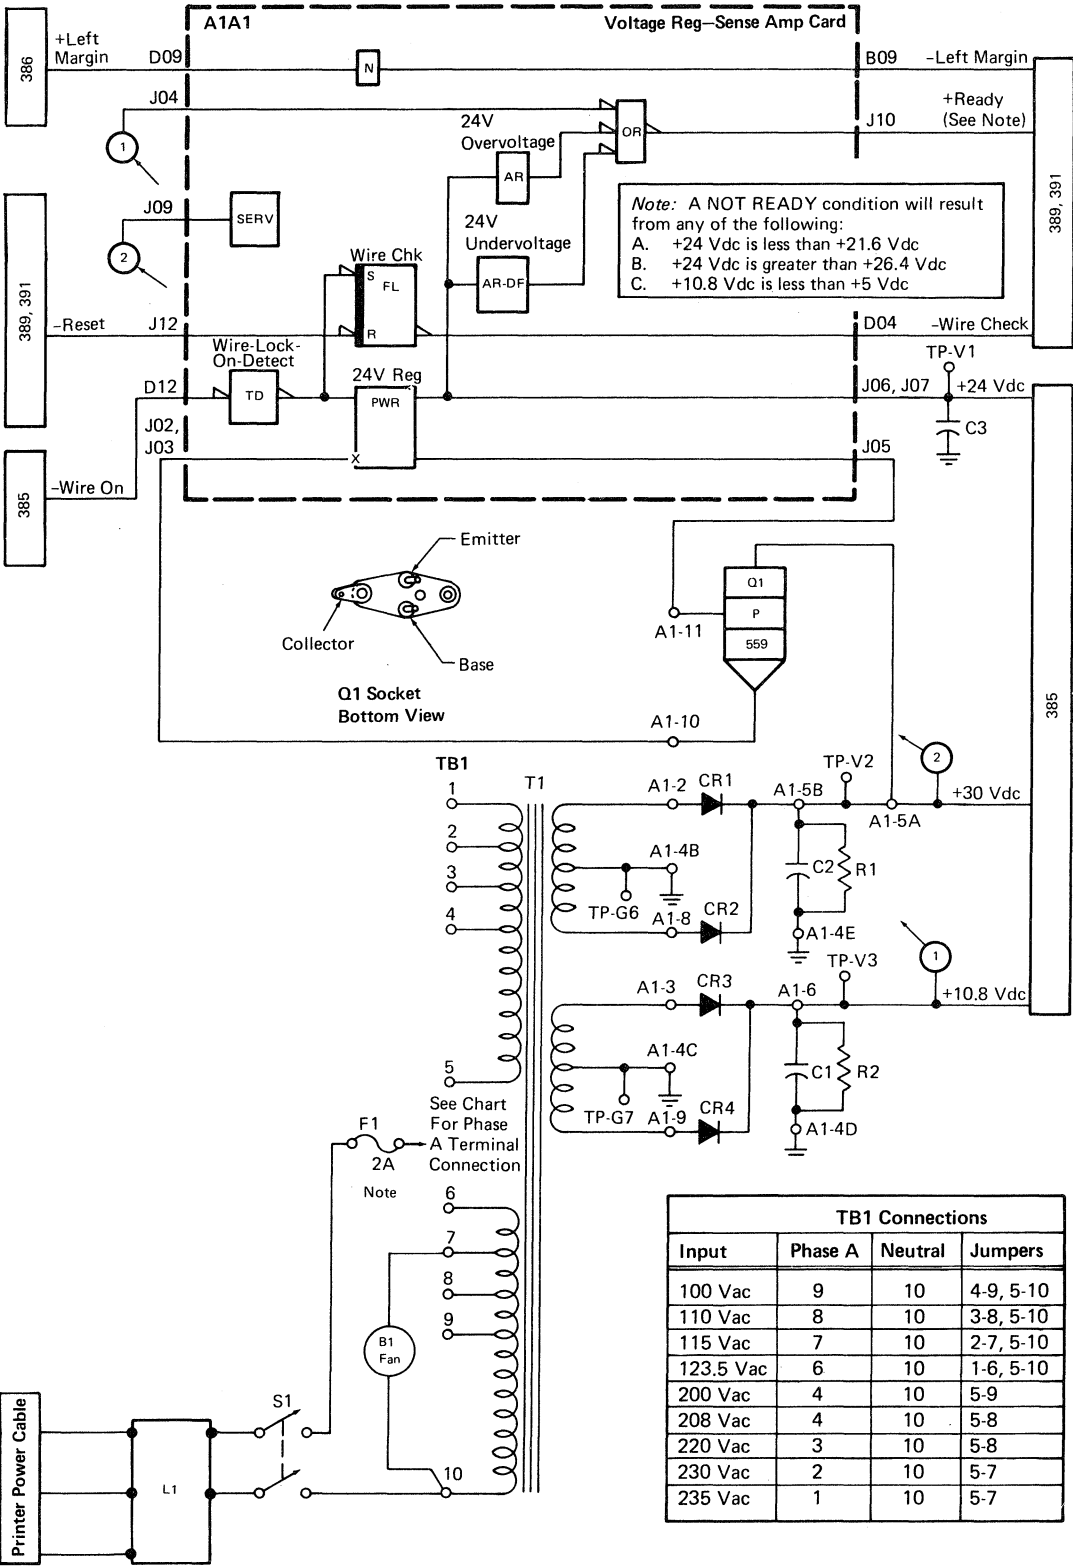 A1A1
Voltage Reg—Sense Amp Card
386
+Left
Margin
D09
N
B09
–Left Margin
J04
1
24V
Overvoltage
OR
AR
J10
+Ready
(See Note)
389, 391
J09
2
SERV
24V
Undervoltage
AR-DF
Note: A NOT READY condition will result
from any of the following:
A. +24 Vdc is less than +21.6 Vdc
B. +24 Vdc is greater than +26.4 Vdc
C. +10.8 Vdc is less than +5 Vdc
Wire Chk
S
FL
R
389, 391
–Reset
J12
D04
–Wire Check
Wire-Lock-
On-Detect
TD
24V Reg
PWR
X
TP-V1
D12
J06, J07
+24 Vdc
C3
J02,
J03
J05
385
–Wire On
Emitter
Collector
Base
Q1 Socket
Bottom View
Q1
P
559
A1-11
A1-10
385
TB1
T1
1
2
3
4
5
A1-2
CR1
A1-5B
TP-V2
2
+30 Vdc
A1-5A
A1-4B
TP-G6
C2
R1
A1-8
CR2
A1-4E
TP-V3
1
A1-3
CR3
A1-6
+10.8 Vdc
A1-4C
TP-G7
C1
R2
A1-9
CR4
A1-4D
See Chart
For Phase
A Terminal
Connection
F1
2A
Note
6
7
8
9
10
B1
Fan
S1
L1
Printer Power Cable
TB1 Connections
Input Phase A Neutral Jumpers
100 Vac 9 10 4-9, 5-10
110 Vac 8 10 3-8, 5-10
115 Vac 7 10 2-7, 5-10
123.5 Vac 6 10 1-6, 5-10
200 Vac 4 10 5-9
208 Vac 4 10 5-8
220 Vac 3 10 5-8
230 Vac 2 10 5-7
235 Vac 1 10 5-7